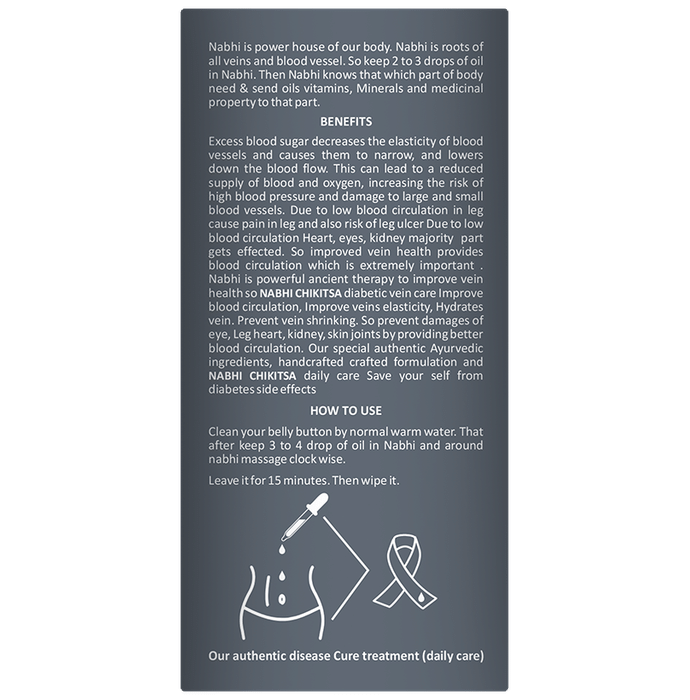 Nabhi is power house of our body. Nabhi is roots of
all veins and blood vessel. So keep 2 to 3 drops of oil
in Nabhi. Then Nabhi knows that which part of body
need & send oils vitamins, Minerals and medicinal
property to that part.
BENEFITS
Excess blood sugar decreases the elasticity of blood
vessels and causes them to narrow, and lowers
down the blood flow. This can lead to a reduced
supply of blood and oxygen, increasing the risk of
high blood pressure and damage to large and small
blood vessels. Due to low blood circulation in leg
cause pain in leg and also risk of leg ulcer Due to low
blood circulation Heart, eyes, kidney majority part
gets effected. So improved vein health provides
blood circulation which is extremely important .
Nabhi is powerful ancient therapy to improve vein
health so NABHI CHIKITSA diabetic vein care Improve
blood circulation, Improve veins elasticity, Hydrates
vein. Prevent vein shrinking. So prevent damages of
eye, Leg heart, kidney, skin joints by providing better
blood circulation. Our special authentic Ayurvedic
ingredients, handcrafted crafted formulation and
NABHI CHIKITSA daily care Save your self from
diabetes side effects
HOW TO USE
Clean your belly button by normal warm water. That
after keep 3 to 4 drop of oil in Nabhi and around
nabhi massage clock wise.
Leave it for 15 minutes. Then wipe it.
Our authentic disease Cure treatment (daily care)